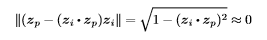 ‖(z_p − (z_i • z_p)z_i‖ = √(1 − (z_i • z_p)²) ≈ 0